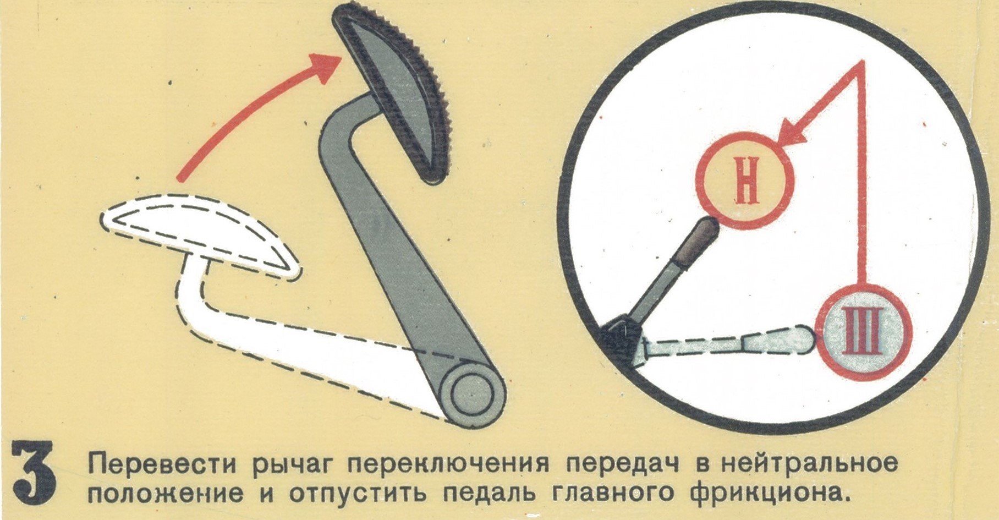 Н
III
3 Перевести рычаг переключения передач в нейтральное
положение и отпустить педаль главного фрикциона.